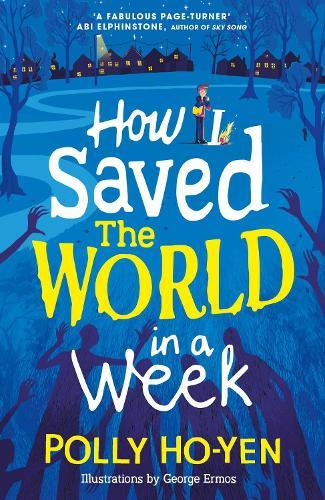 'A FABULOUS PAGE-TURNER'
ABI ELPHINSTONE, AUTHOR OF SKY SONG
How I
Saved
The
WORLD
in a
Week
POLLY HO-YEN
Illustrations by George Ermos